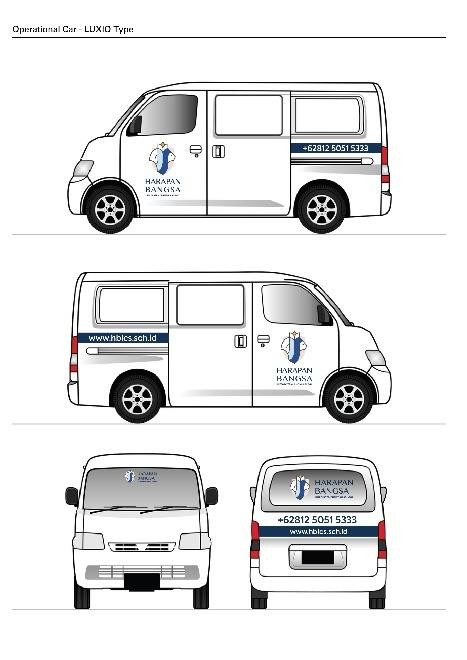 Operational Car - LUXIO Type
+62812 5051 5333
HARAPAN
BANGSA
www.hbics.sch.id
HARAPAN
BANGSA
HARAPAN
BANGSA
HARAPAN
BANGSA
+62812 5051 5333
www.hbics.sch.id